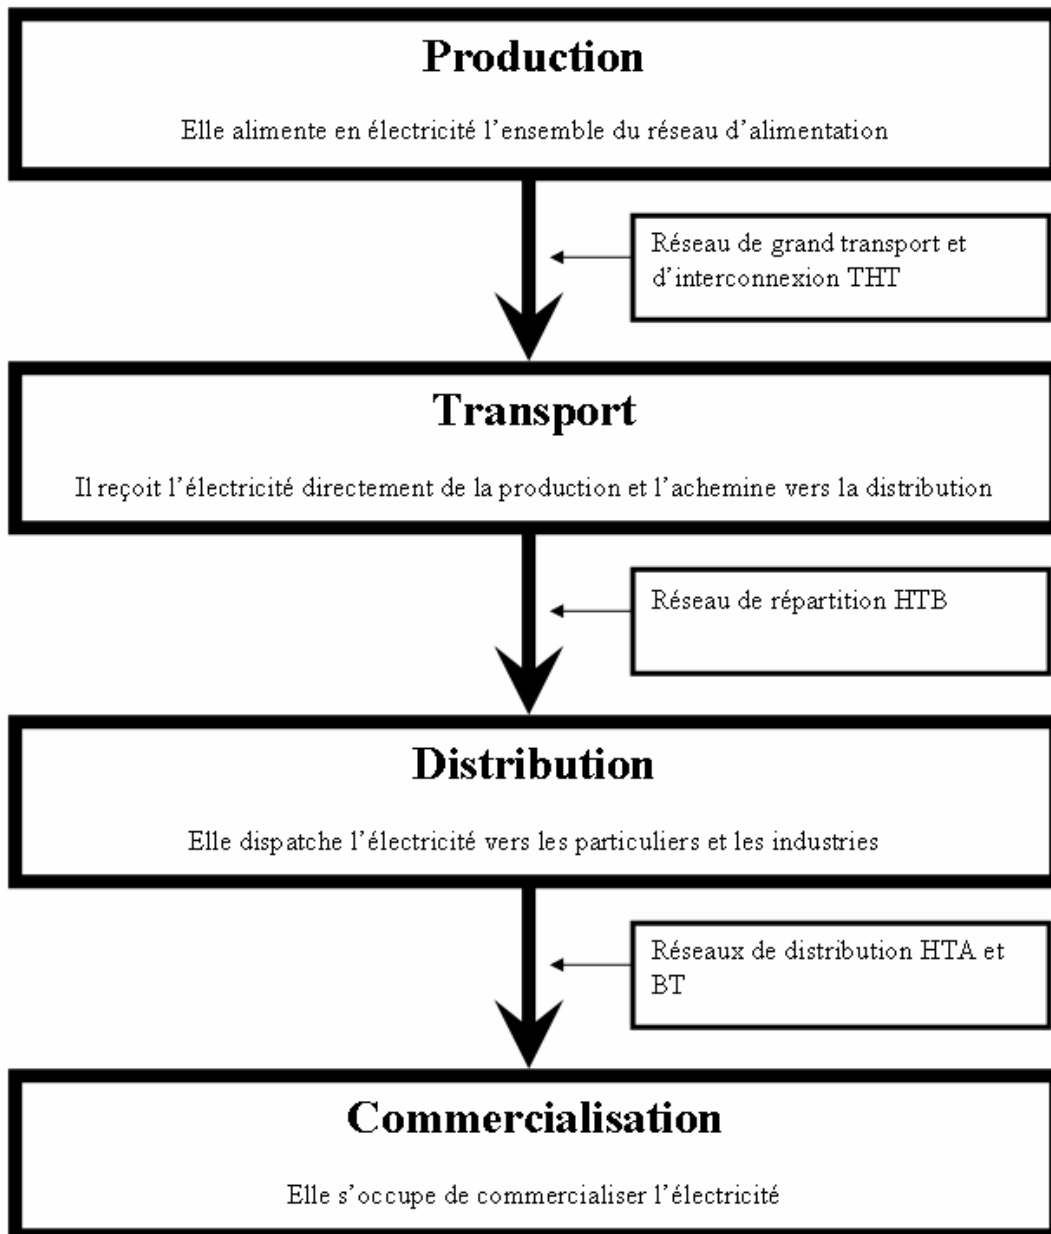 Production
Elle alimente en électricité l'ensemble du réseau d'alimentation
Réseau de grand transport et
d'interconnexion THT
Transport
Il reçoit l'électricité directement de la production et l'achemine vers la distribution
Réseau de répartition HTB
Distribution
Elle dispatche l'électricité vers les particuliers et les industries
Réseaux de distribution HTA et
BT
Commercialisation
Elle s'occupe de commercialiser l'électricité